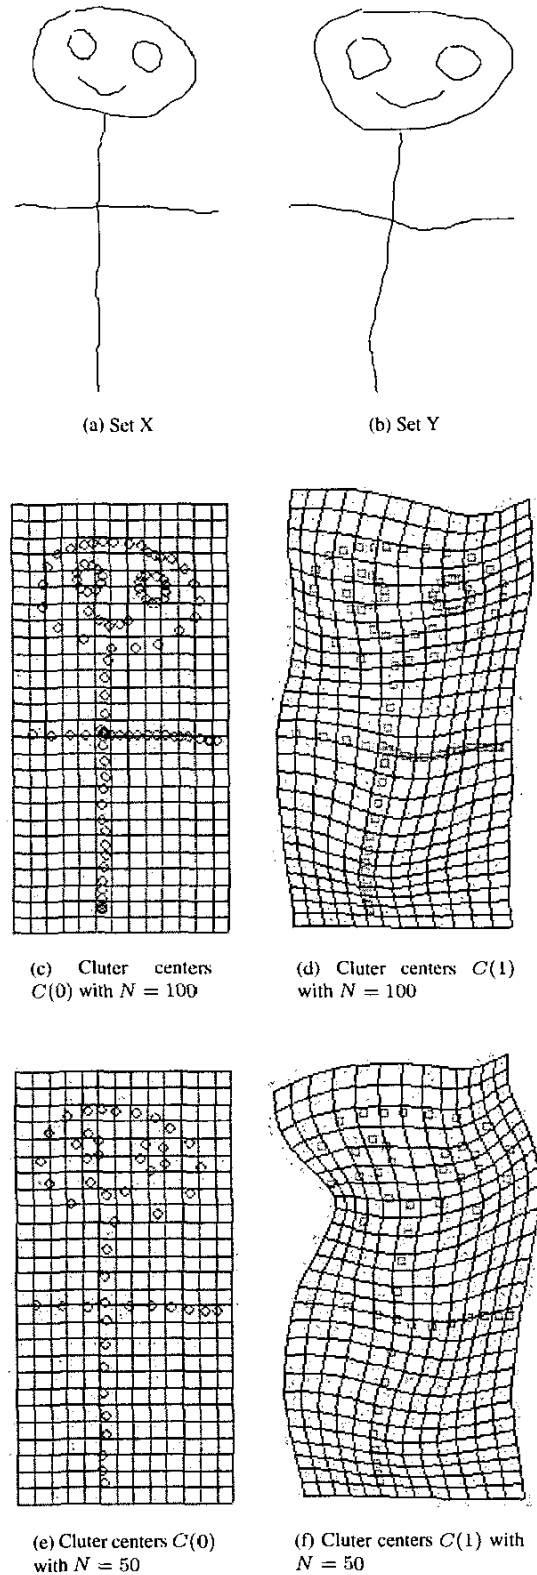 (a) Set X
(b) Set Y
(c) Cluter centers
C(0) with N = 100
(d) Cluter centers C(1)
with N = 100
(e) Cluter centers C(0)
with N = 50
(f) Cluter centers C(1) with
N = 50